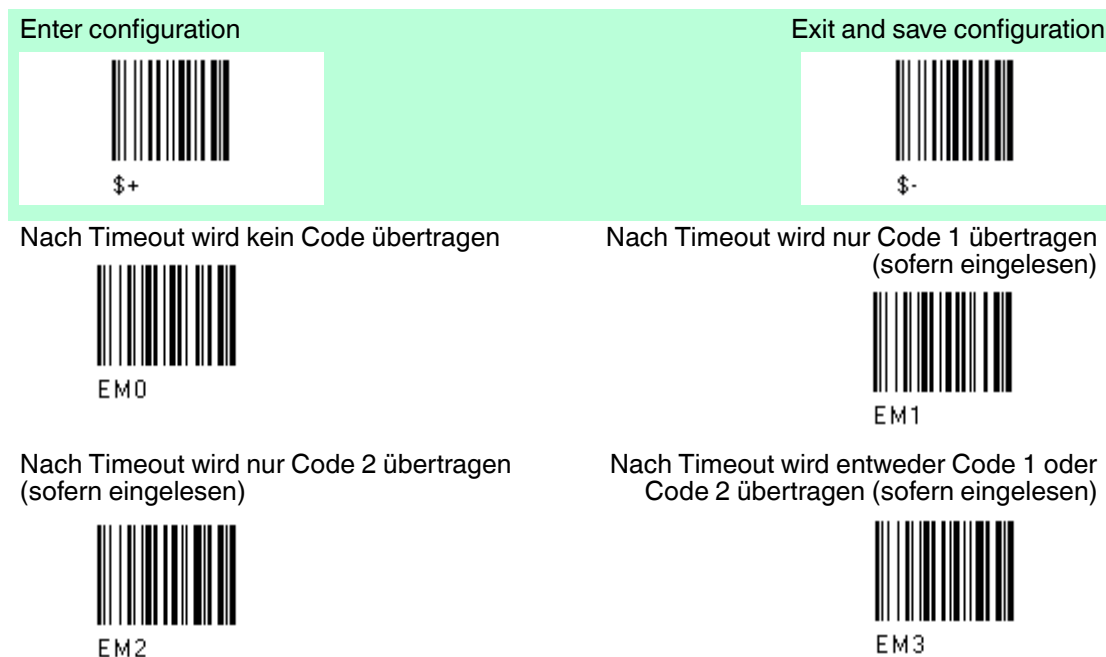 Enter configuration
Exit and save configuration
$+
$-
Nach Timeout wird kein Code übertragen
Nach Timeout wird nur Code 1 übertragen
(sofern eingelesen)
EM0
EM1
Nach Timeout wird nur Code 2 übertragen
(sofern eingelesen)
Nach Timeout wird entweder Code 1 oder
Code 2 übertragen (sofern eingelesen)
EM2
EM3